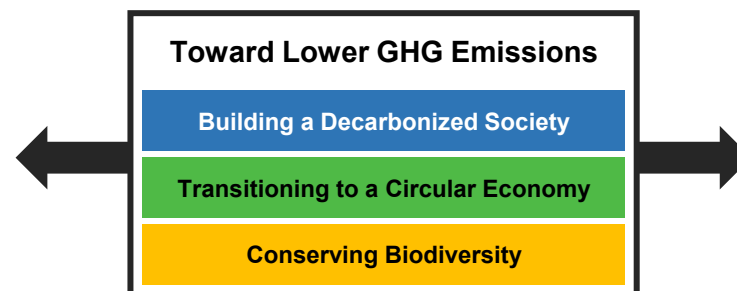 Toward Lower GHG Emissions
Building a Decarbonized Society
Transitioning to a Circular Economy
Conserving Biodiversity